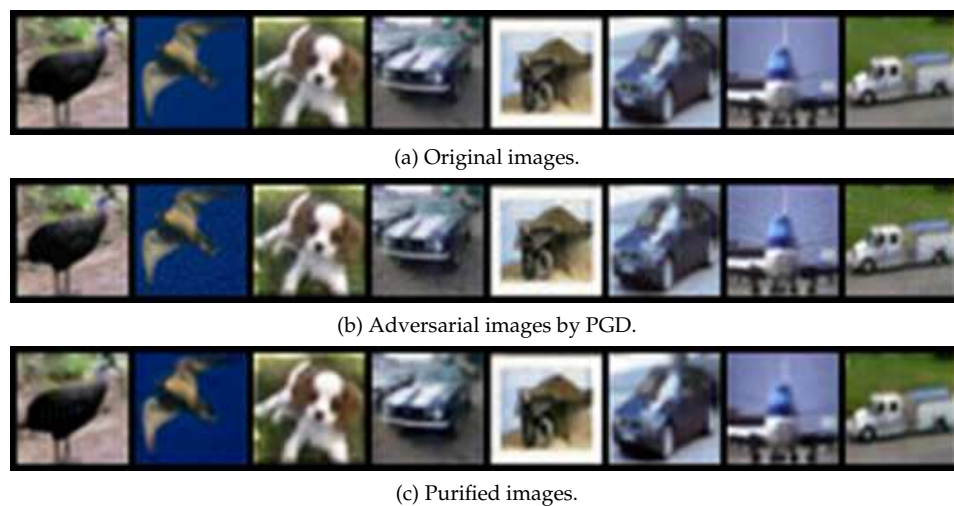 (a) Original images.
(b) Adversarial images by PGD.
(c) Purified images.